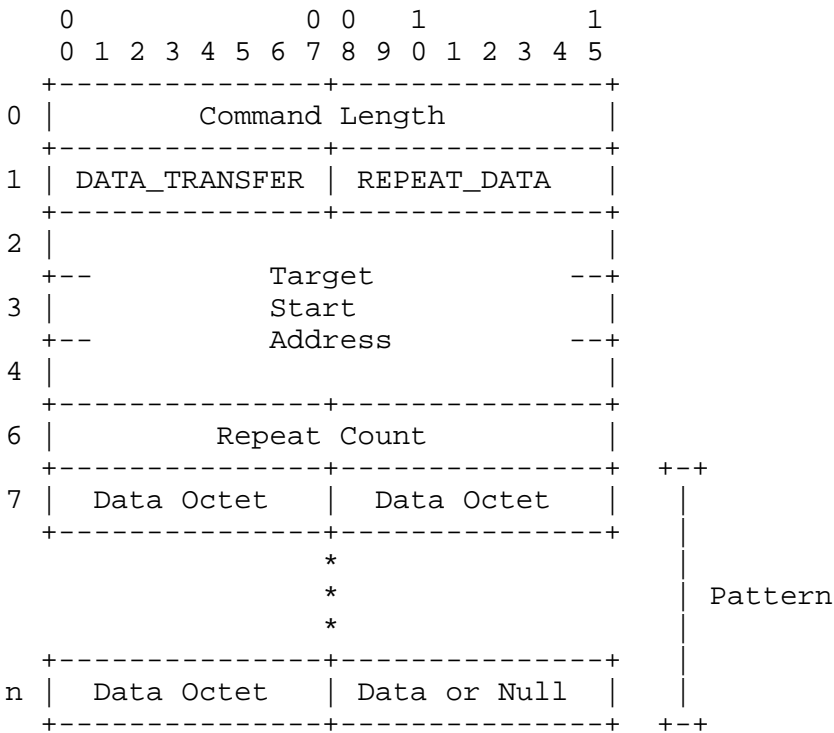 0             0 0   1         1
0 1 2 3 4 5 6 7 8 9 0 1 2 3 4 5
+---------------+---------------+
0 |        Command Length         |
+---------------+---------------+
1 | DATA_TRANSFER | REPEAT_DATA   |
+---------------+---------------+
2 |                               |
+--          Target           --+
3 |            Start              |
+--          Address          --+
4 |                               |
+---------------+---------------+
6 |         Repeat Count          |
+---------------+---------------+  +-+
7 |  Data Octet   |  Data Octet   |   |
+---------------+---------------+   |
*                   |
*                   | Pattern
*                   |
+---------------+---------------+   |
n |  Data Octet   | Data or Null  |   |
+---------------+---------------+  +-+